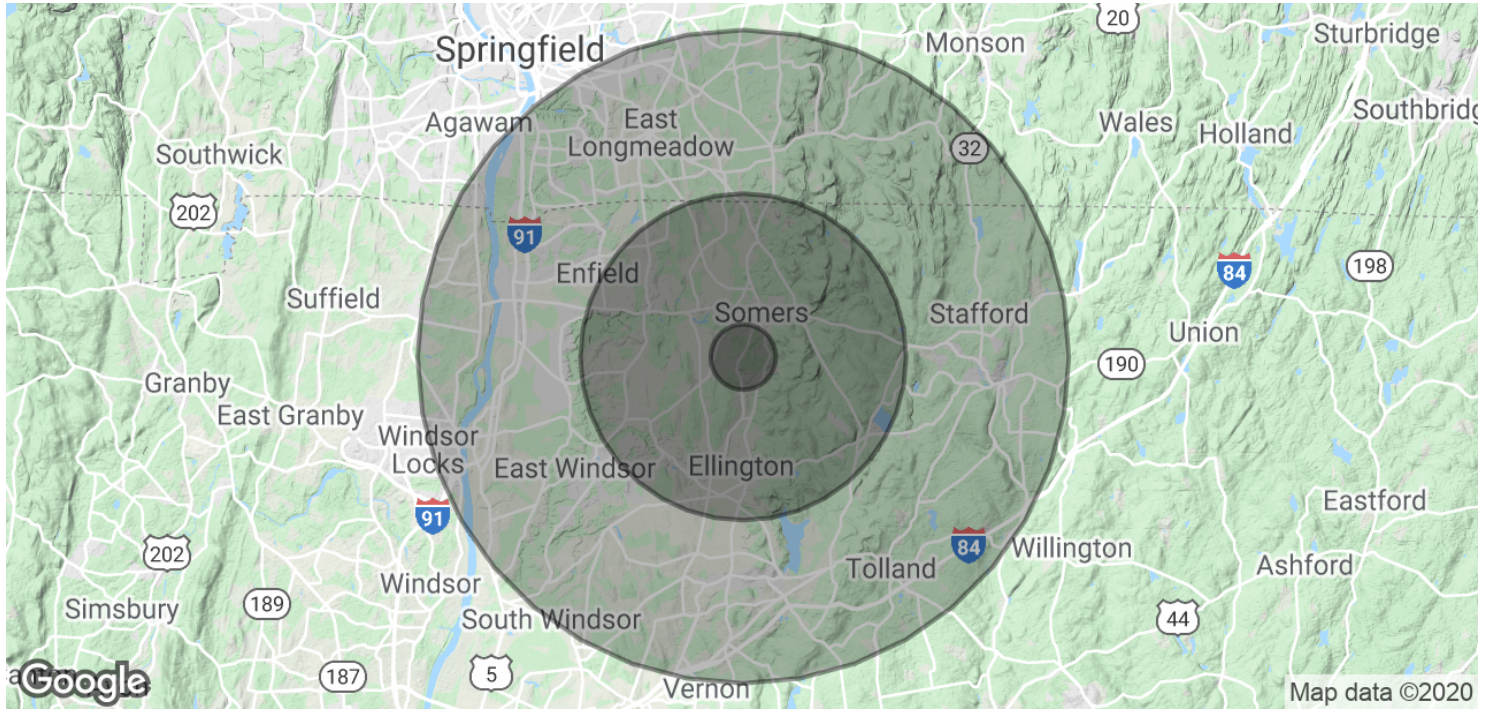 20
Springfield
Monson
Sturbridge
Agawam
East
Longmeadow
Wales
Holland
Southbridg
Southwick
32
202
91
Enfield
84
198
Suffield
Somers
Stafford
Union
190
Granby
East Granby
Windsor
Locks
East Windsor
Ellington
91
Eastford
202
84
Willington
Tolland
Ashford
Windsor
Simsbury
189
South Windsor
44
187
5
Vernon
Google
Map data ©2020